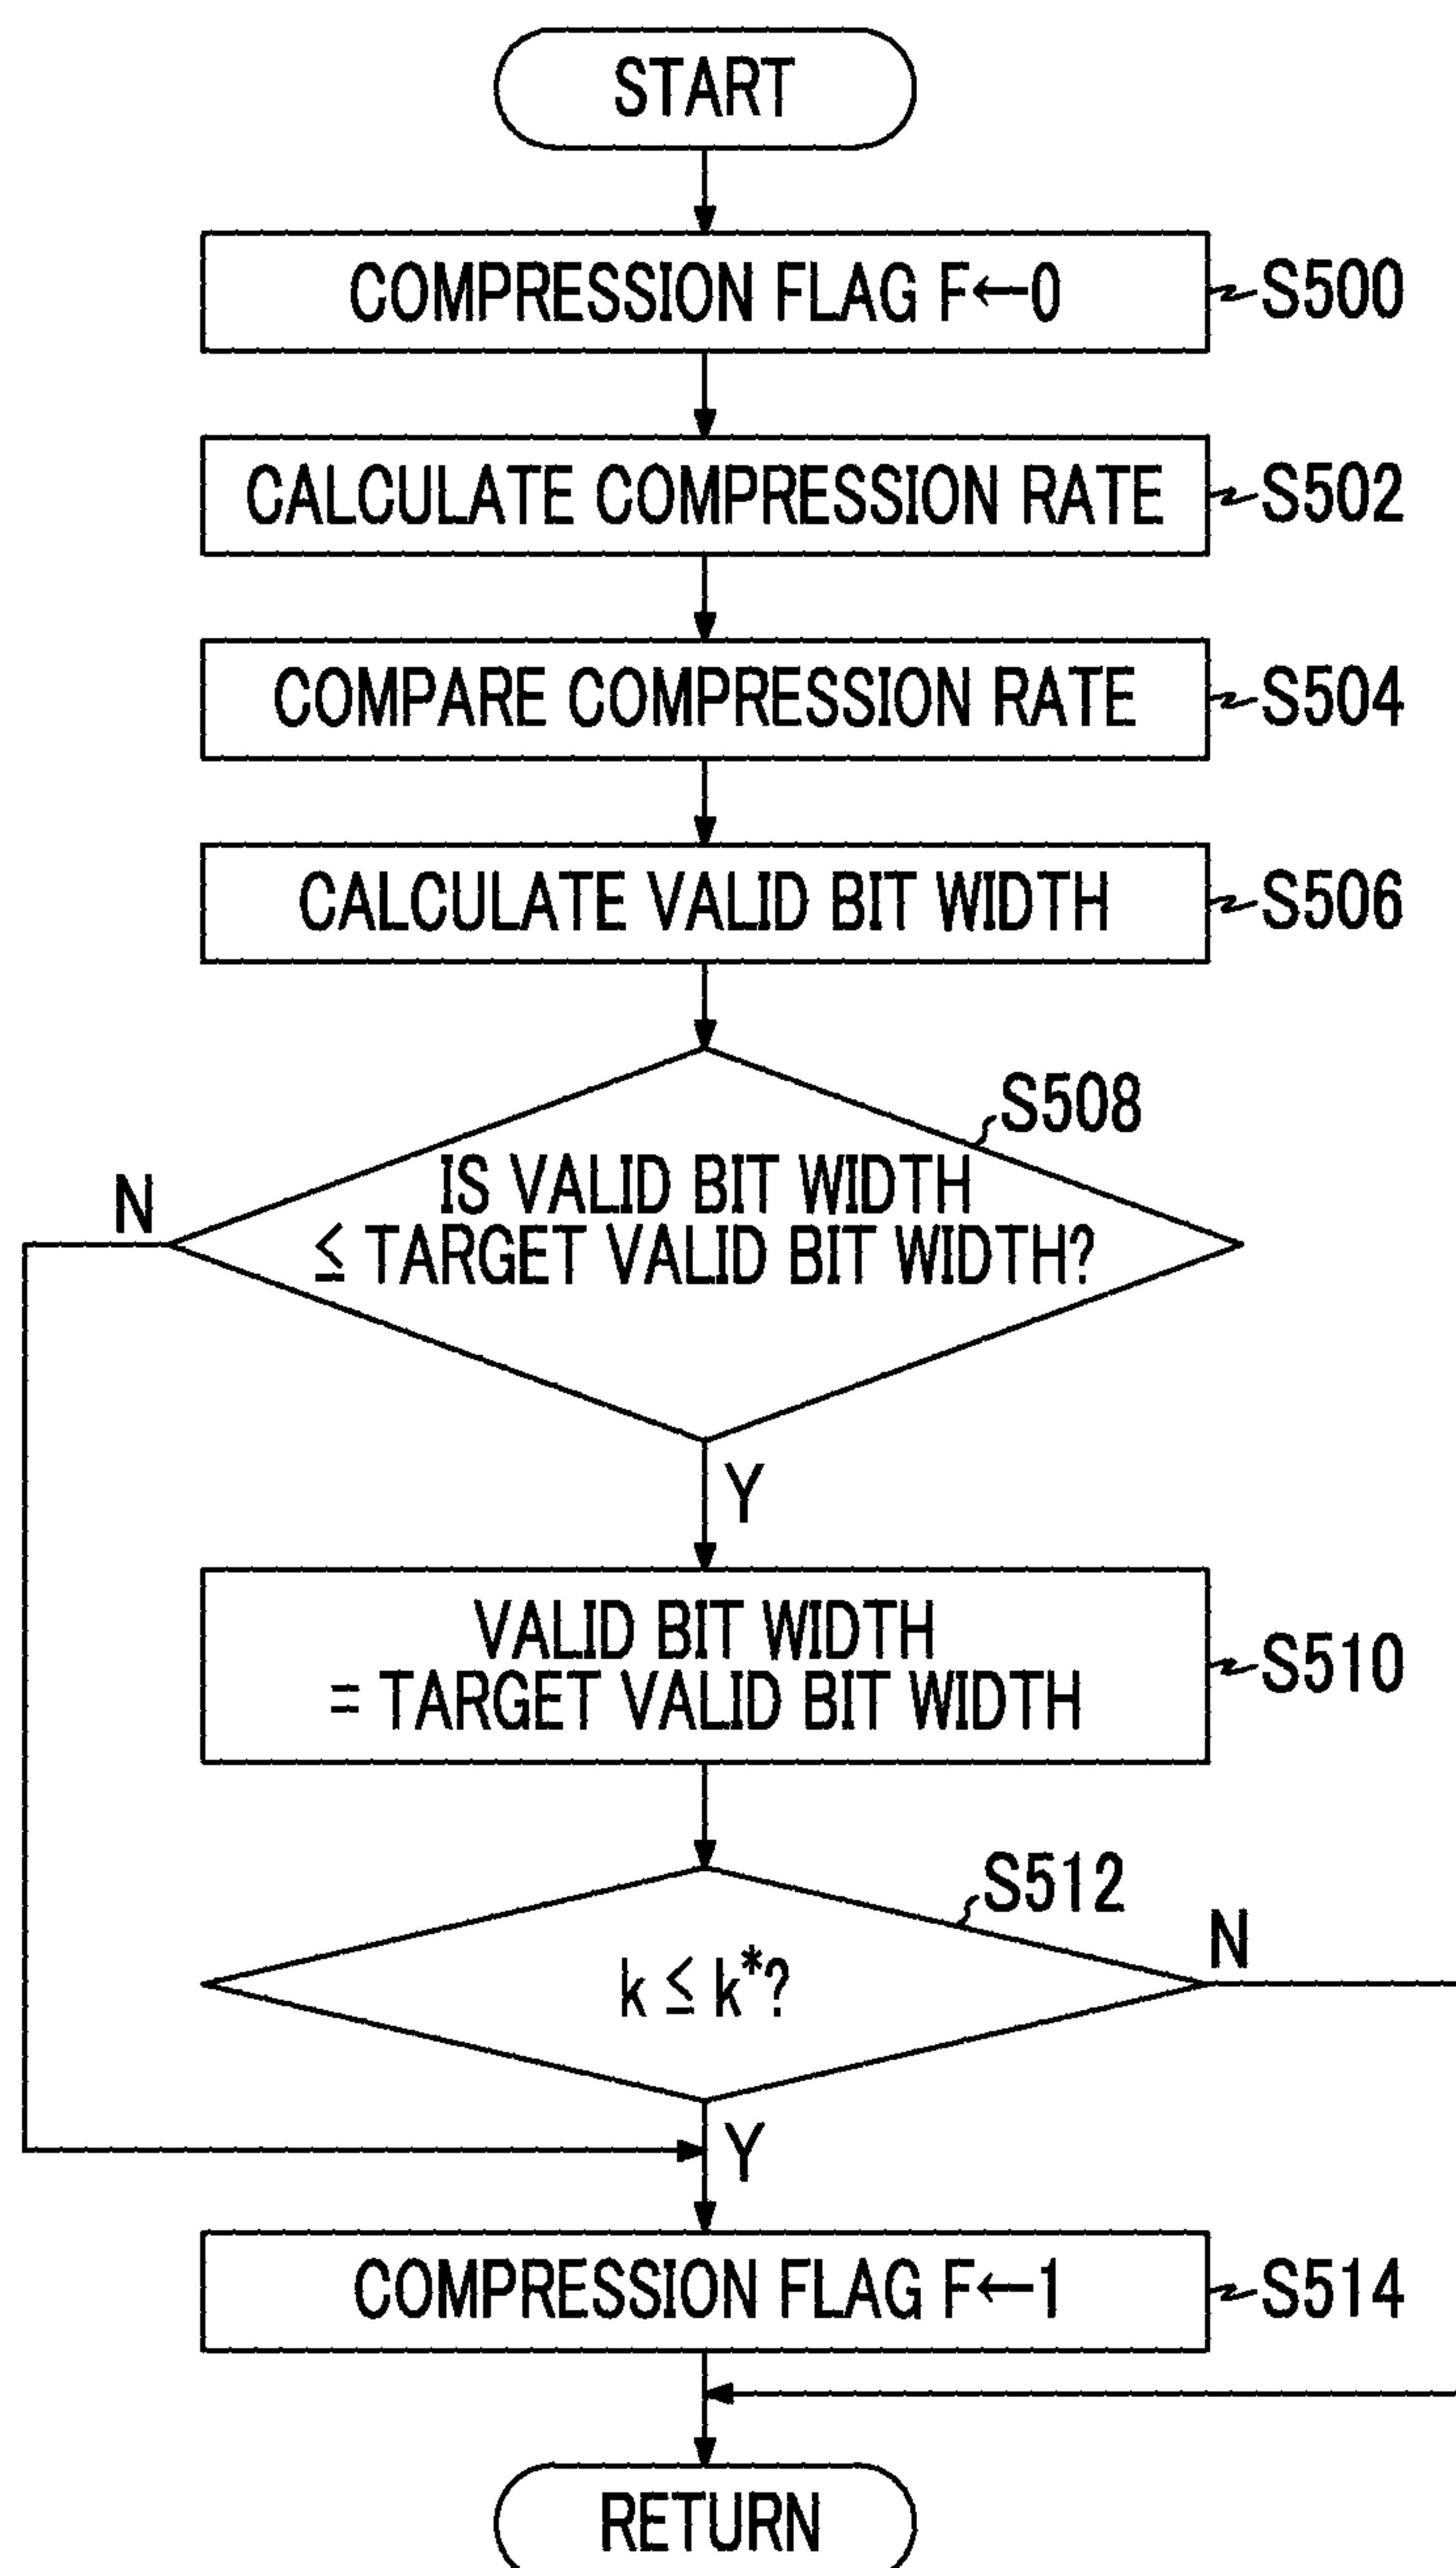 START
COMPRESSION FLAG F←0
S500
CALCULATE COMPRESSION RATE
S502
COMPARE COMPRESSION RATE
S504
CALCULATE VALID BIT WIDTH
S506
S508
IS VALID BIT WIDTH
≤ TARGET VALID BIT WIDTH?
N
Y
VALID BIT WIDTH
= TARGET VALID BIT WIDTH
S510
S512
k ≤ k*?
N
Y
COMPRESSION FLAG F←1
S514
RETURN